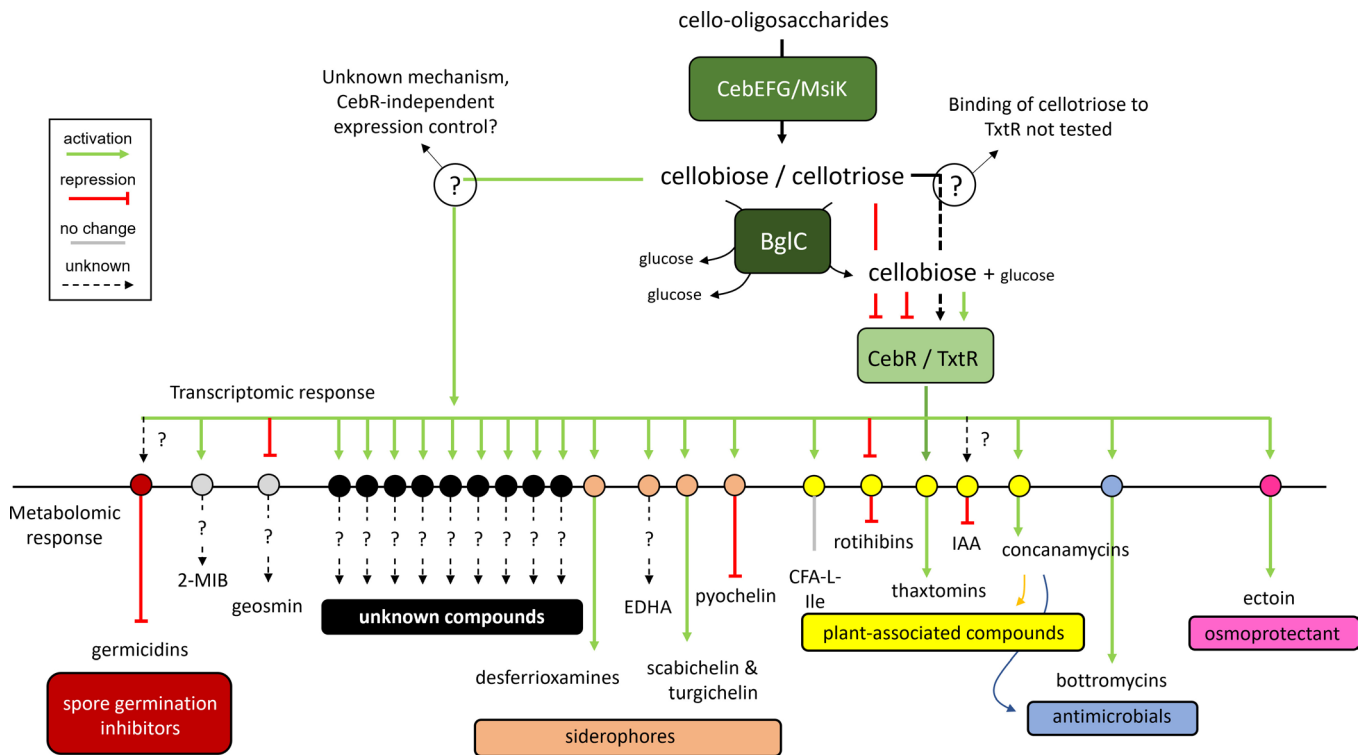 cello-oligosaccharides
CebEFG/MsiK
Unknown mechanism,
CebR-independent
expression control?
Binding of cellotriose to
TxtR not tested
activation
repression
no change
unknown
?
cellobiose / cellotriose
?
BglC
glucose
glucose
cellobiose + glucose
CebR / TxtR
Transcriptomic response
?
?
Metabolomic
response
?
?
?
?
?
?
?
?
?
?
?
?
2-MIB
geosmin
unknown compounds
EDHA
pyochelin
CFA-L-
Ile
rotihibins
IAA
concanamycins
thaxtomins
plant-associated compounds
ectoin
osmoprotectant
germicidins
spore germination
inhibitors
desferrioxamines
scabichelin &
turgichelin
siderophores
bottromycins
antimicrobials